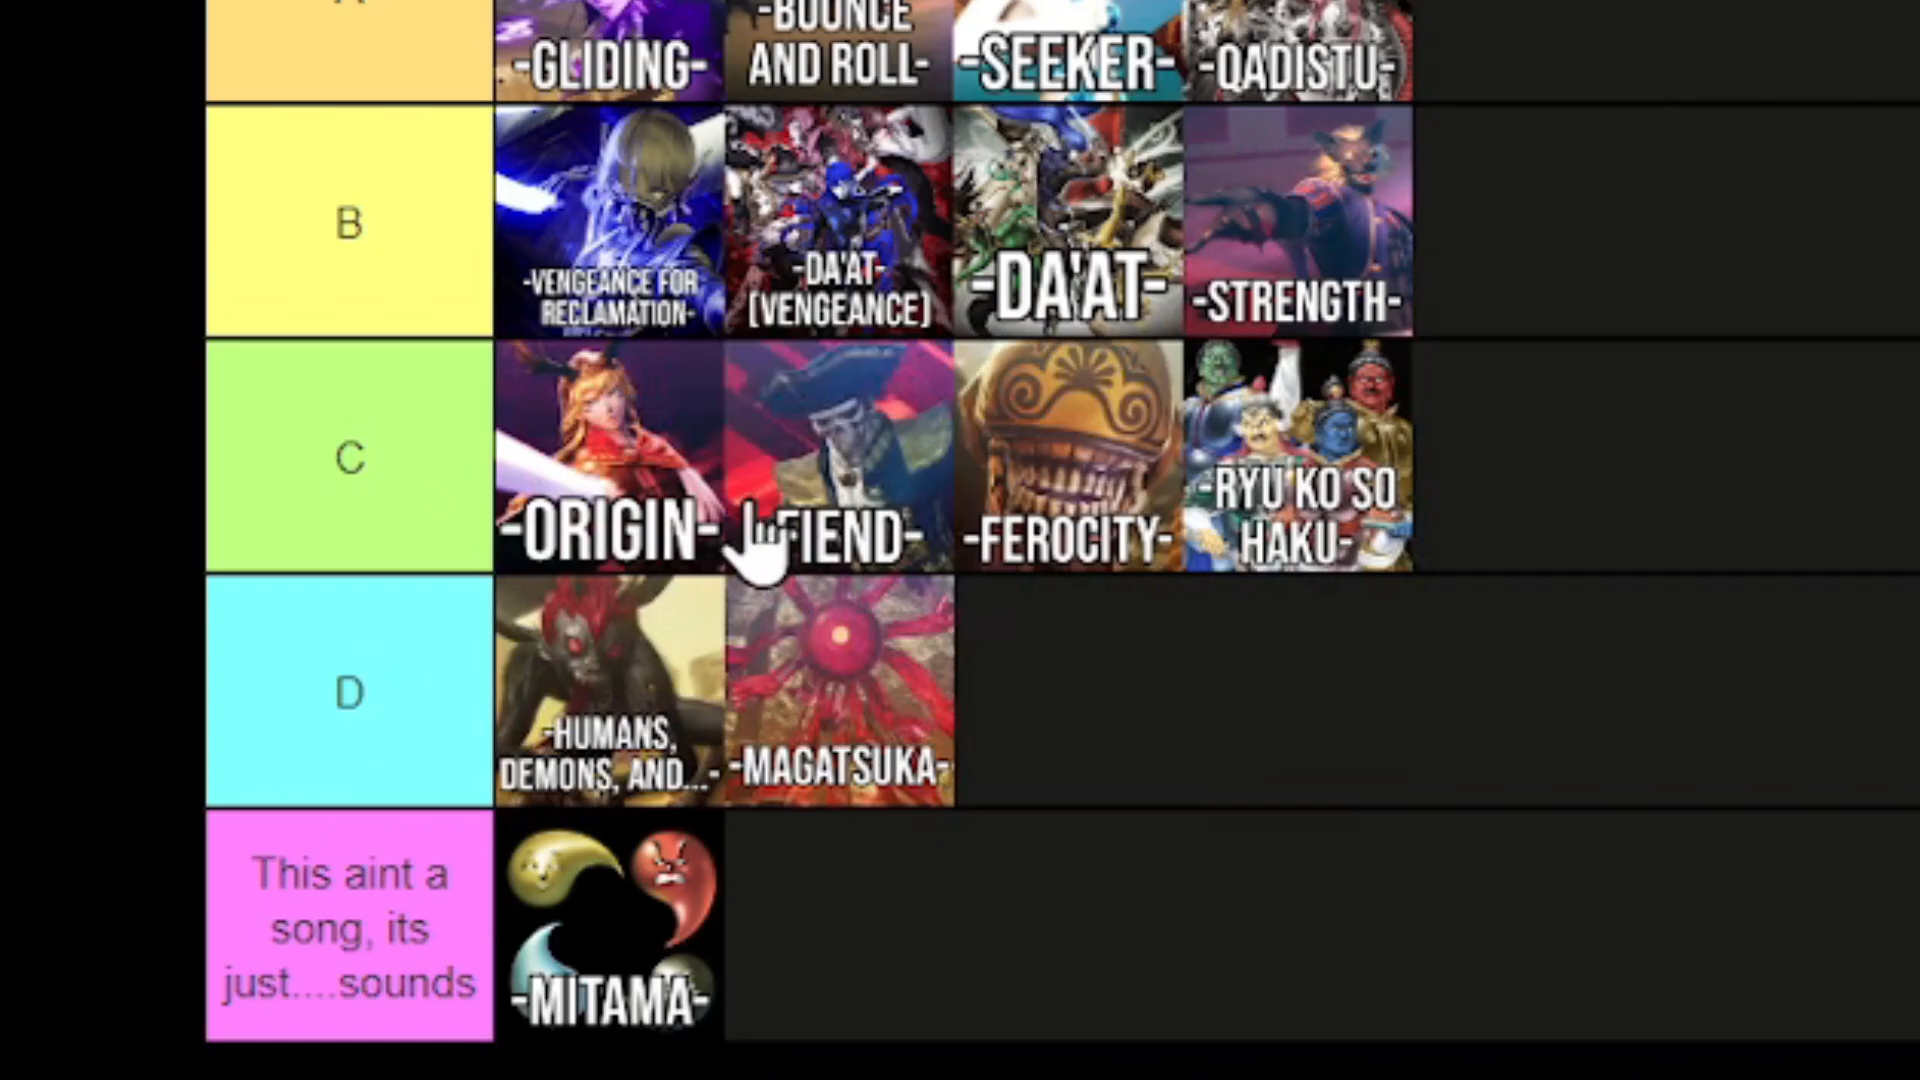 A
-GLIDING-
-BOUNCE
AND ROLL-
-SEEKER-
-QADISTU-
B
-VENGEANCE FOR
RECLAMATION-
-DA'AT-
[VENGEANCE]
-DA'AT-
-STRENGTH-
C
-ORIGIN-
-FIEND-
-FEROCITY-
-RYU KO SO
HAKU-
D
-HUMANS,
DEMONS, AND...-
-MAGATSUKA-
This aint a
song, its
just....sounds
-MITAMA-